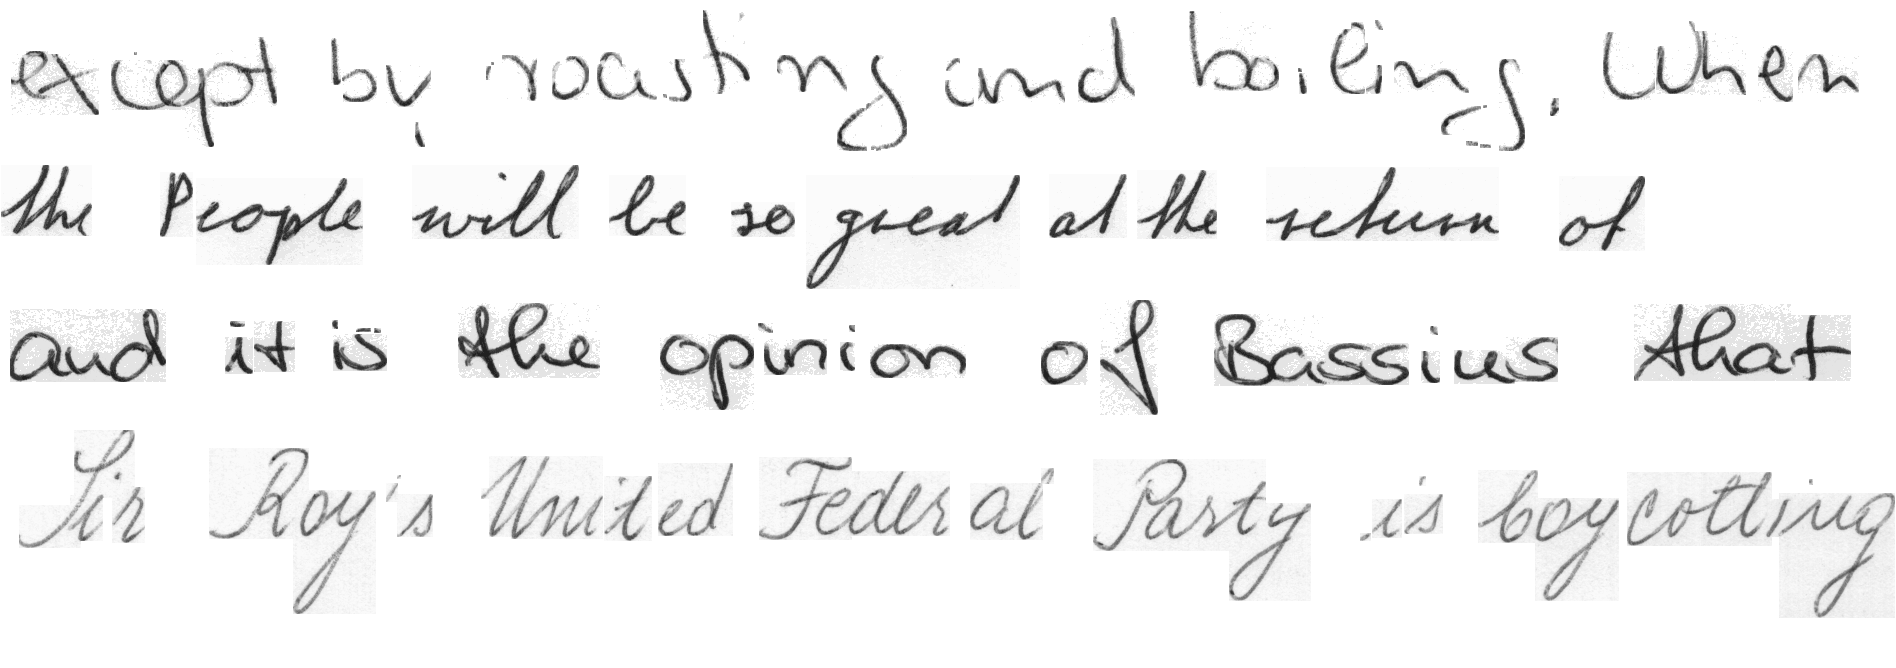 except by roasting and boiling. When
the People will be so great at the return of
and it is the opinion of Bassius that
Sir Roy's United Federal Party is boycotting